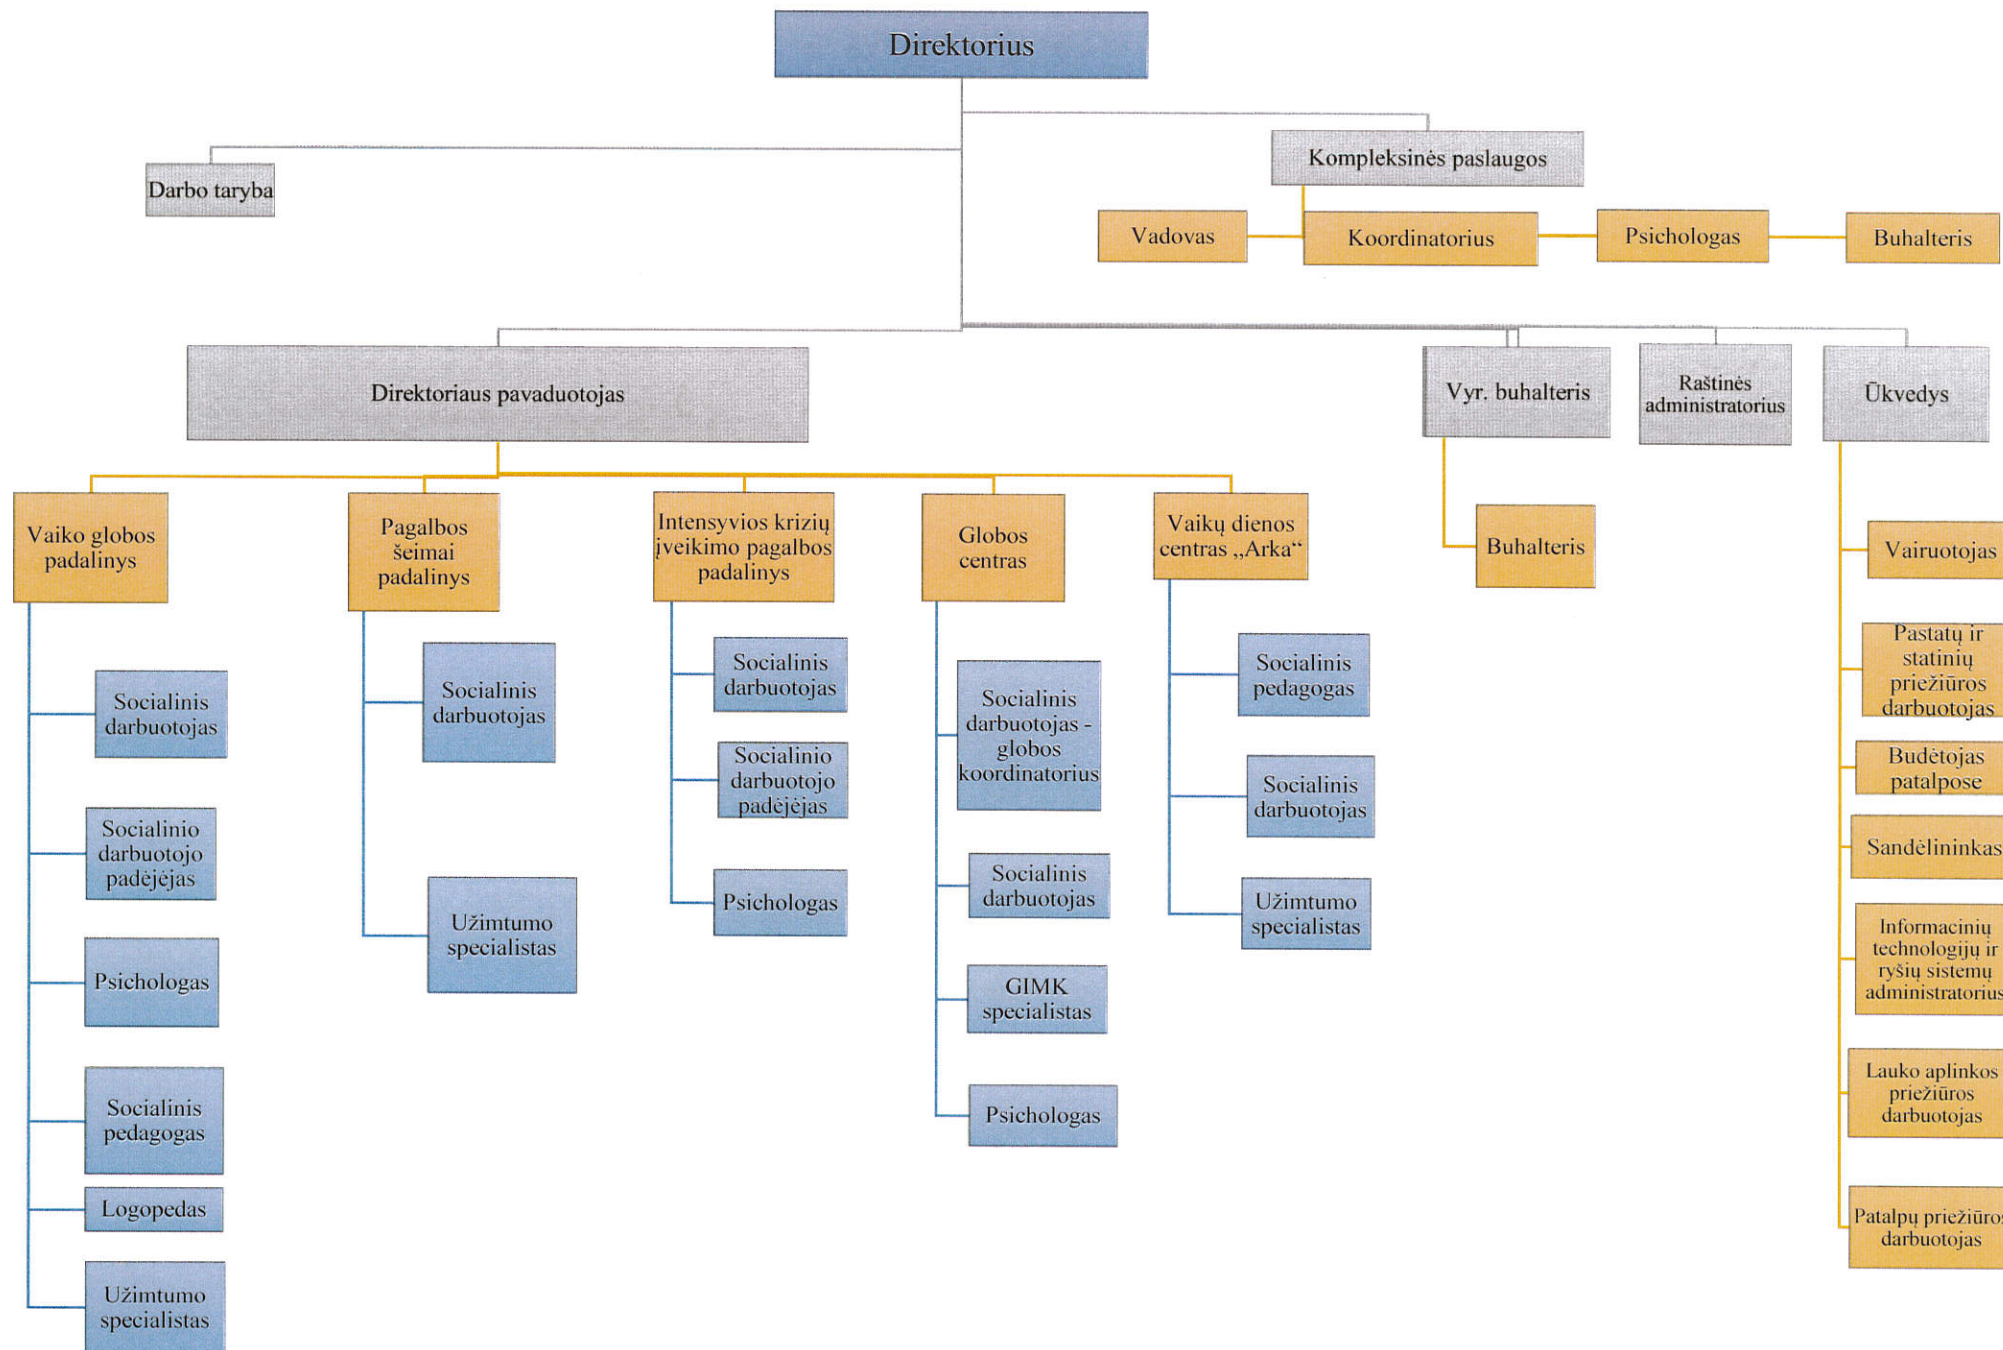 Direktorius
Darbo taryba
Kompleksinės paslaugos
Vadovas
Koordinatorius
Psichologas
Buhalteris
Direktoriaus pavaduotojas
Vyr. buhalteris
Raštinės
administratorius
Ūkvedys
Vaiko globos
padalinys
Socialinis
darbuotojas
Socialinio
darbuotojo
padėjėjas
Psichologas
Socialinis
pedagogas
Logopedas
Užimtumo
specialistas
Pagalbos
šeimai
padalinys
Socialinis
darbuotojas
Užimtumo
specialistas
Intensyvios krizių
įveikimo pagalbos
padalinys
Socialinis
darbuotojas
Socialinio
darbuotojo
padėjėjas
Psichologas
Globos
centras
Socialinis
darbuotojas -
globos
koordinatorius
Socialinis
darbuotojas
GIMK
specialistas
Psichologas
Vaikų dienos
centras „Arka“
Socialinis
pedagogas
Socialinis
darbuotojas
Užimtumo
specialistas
Buhalteris
Vairuotojas
Pastatų ir
statinių
priežiūros
darbuotojas
Budėtojas
patalpose
Sandėlininkas
Informacinių
technologijų ir
ryšių sistemų
administratorius
Lauko aplinkos
priežiūros
darbuotojas
Patalpų priežiūros
darbuotojas